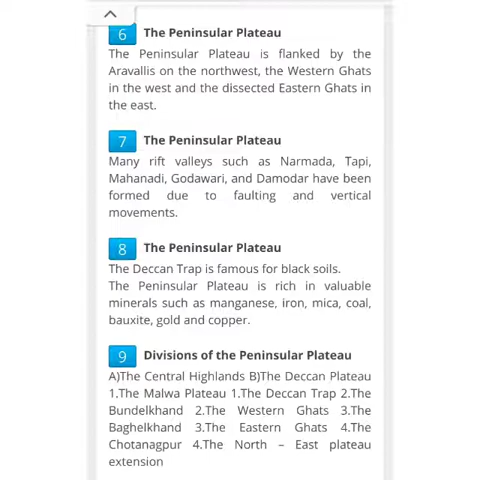 6 The Peninsular Plateau
The Peninsular Plateau is flanked by the
Aravallis on the northwest, the Western Ghats
in the west and the dissected Eastern Ghats in
the east.
7 The Peninsular Plateau
Many rift valleys such as Narmada, Tapi,
Mahanadi, Godawari, and Damodar have been
formed due to faulting and vertical
movements.
8 The Peninsular Plateau
The Deccan Trap is famous for black soils.
The Peninsular Plateau is rich in valuable
minerals such as manganese, iron, mica, coal,
bauxite, gold and copper.
9 Divisions of the Peninsular Plateau
A)The Central Highlands B)The Deccan Plateau
1.The Malwa Plateau 1.The Deccan Trap 2.The
Bundelkhand 2.The Western Ghats 3.The
Baghelkhand 3.The Eastern Ghats 4.The
Chotanagpur 4.The North – East plateau
extension